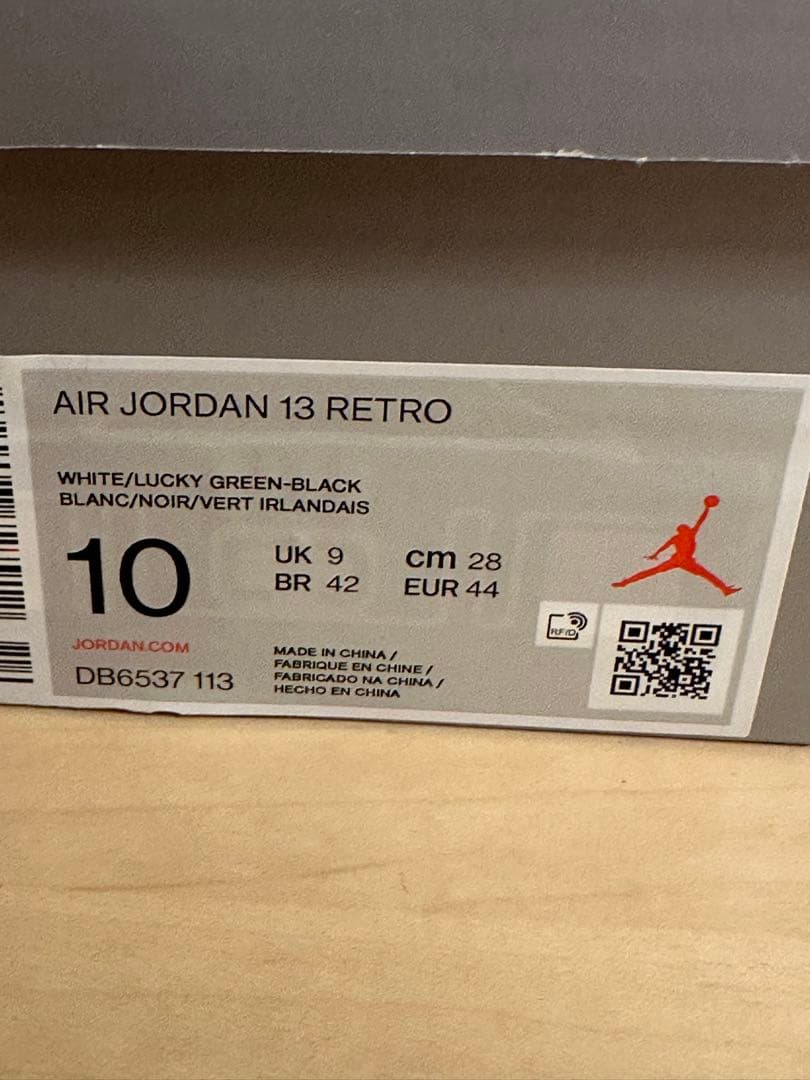 AIR JORDAN 13 RETRO
WHITE/LUCKY GREEN-BLACK
BLANC/NOIR/VERT IRLANDAIS
10
UK 9
cm 28
BR 42
EUR 44
RFID
JORDAN.COM
DB6537 113
MADE IN CHINA /
FABRIQUE EN CHINE /
FABRICADO NA CHINA /
HECHO EN CHINA